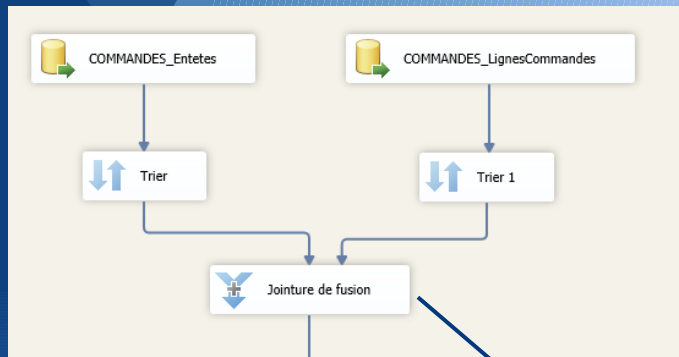 COMMANDES_Entetes
COMMANDES_LignesCommandes
Trier
Trier 1
Jointure de fusion